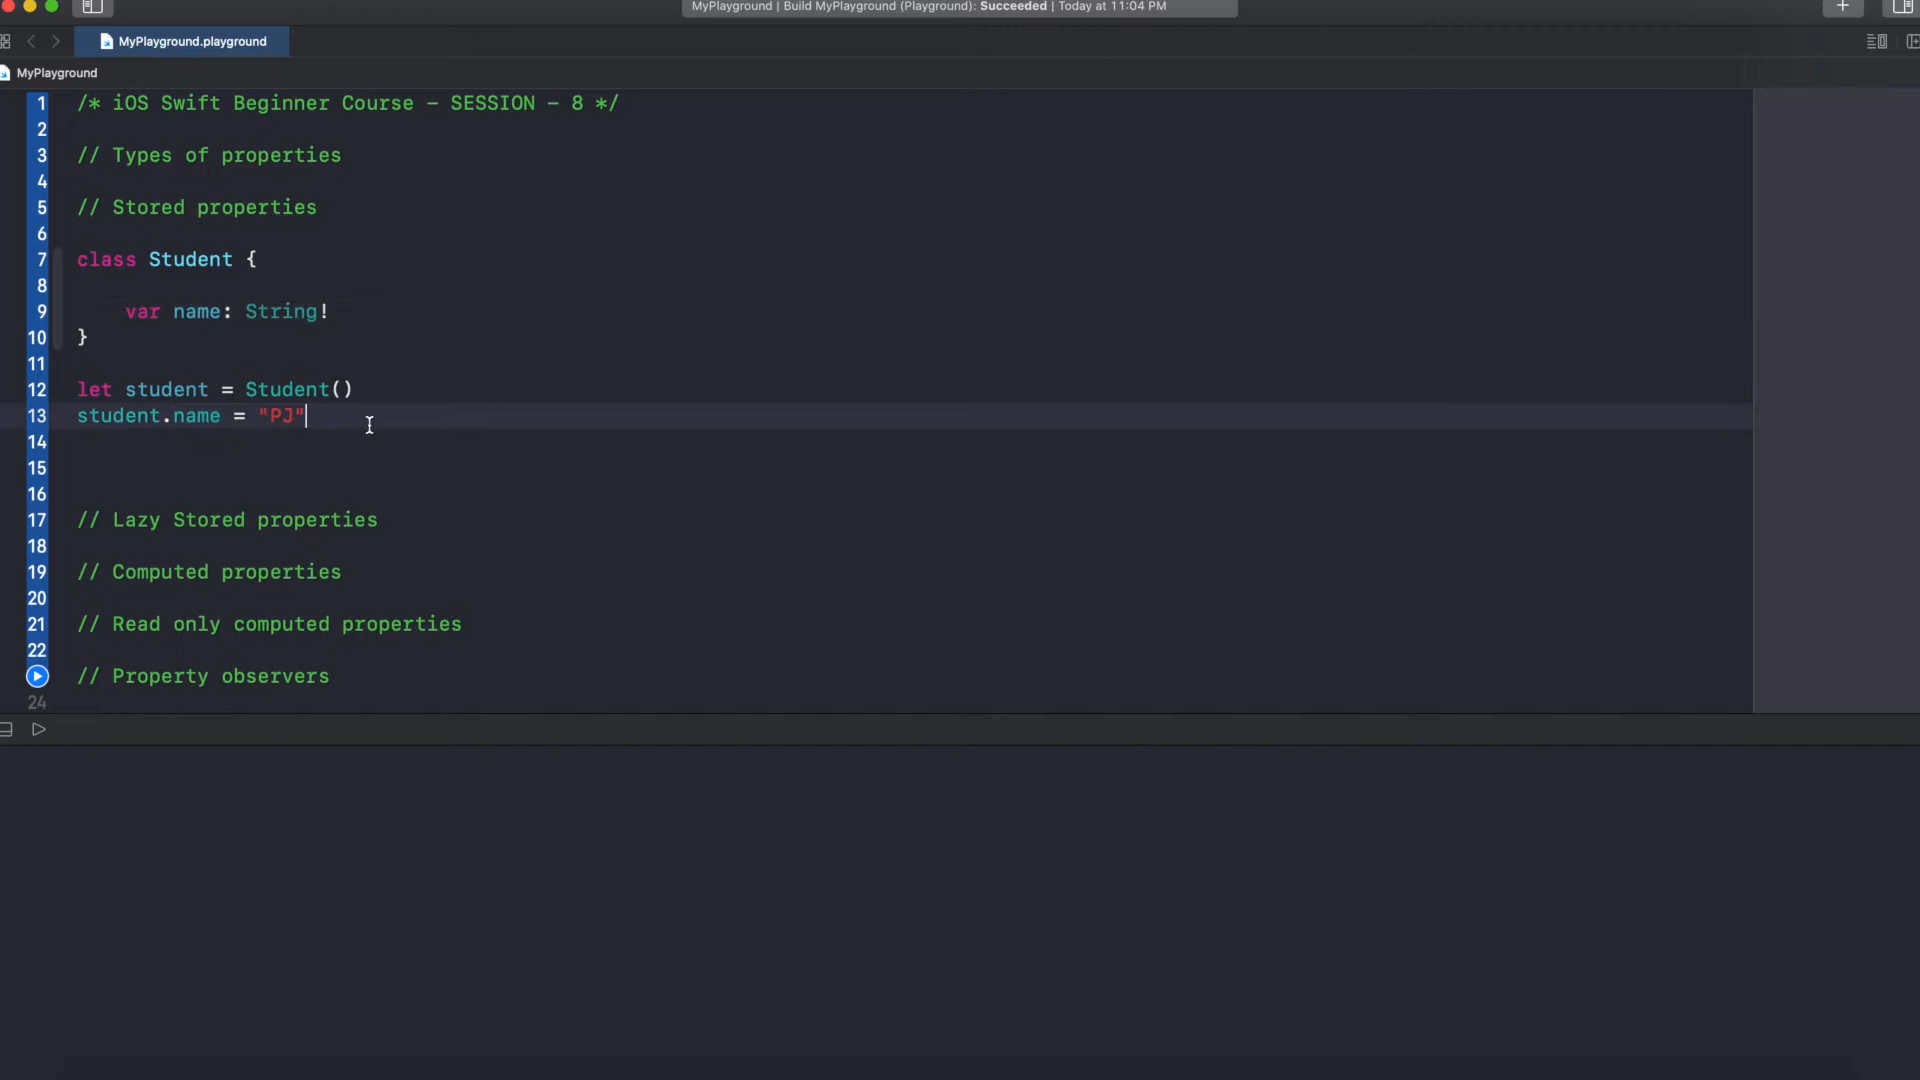 MyPlayground | Build MyPlayground (Playground): Succeeded | Today at 11:04 PM
MyPlayground.playground
MyPlayground
1 /* iOS Swift Beginner Course - SESSION - 8 */
2
3 // Types of properties
4
5 // Stored properties
6
7 class Student {
8
9 var name: String!
10 }
11
12 let student = Student()
13 student.name = "PJ"
14
15
16
17 // Lazy Stored properties
18
19 // Computed properties
20
21 // Read only computed properties
22
// Property observers
24